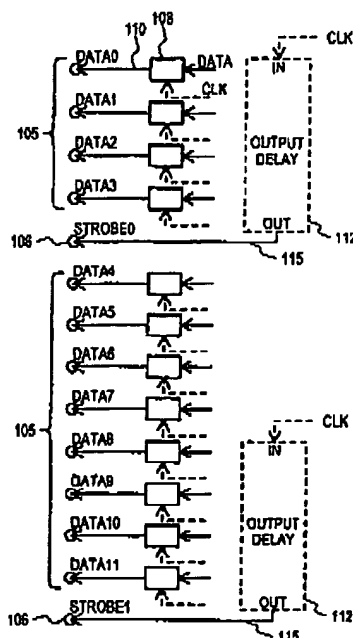 108
110
DATA0
DATA
CLK
IN
CLK
DATA1
DATA2
DATA3
105
OUTPUT
DELAY
OUT
STROBE0
106
115
112
DATA4
DATA5
DATA6
DATA7
105
DATA8
CLK
IN
DATA9
DATA10
OUTPUT
DELAY
DATA11
OUT
106
STROBE1
115
112